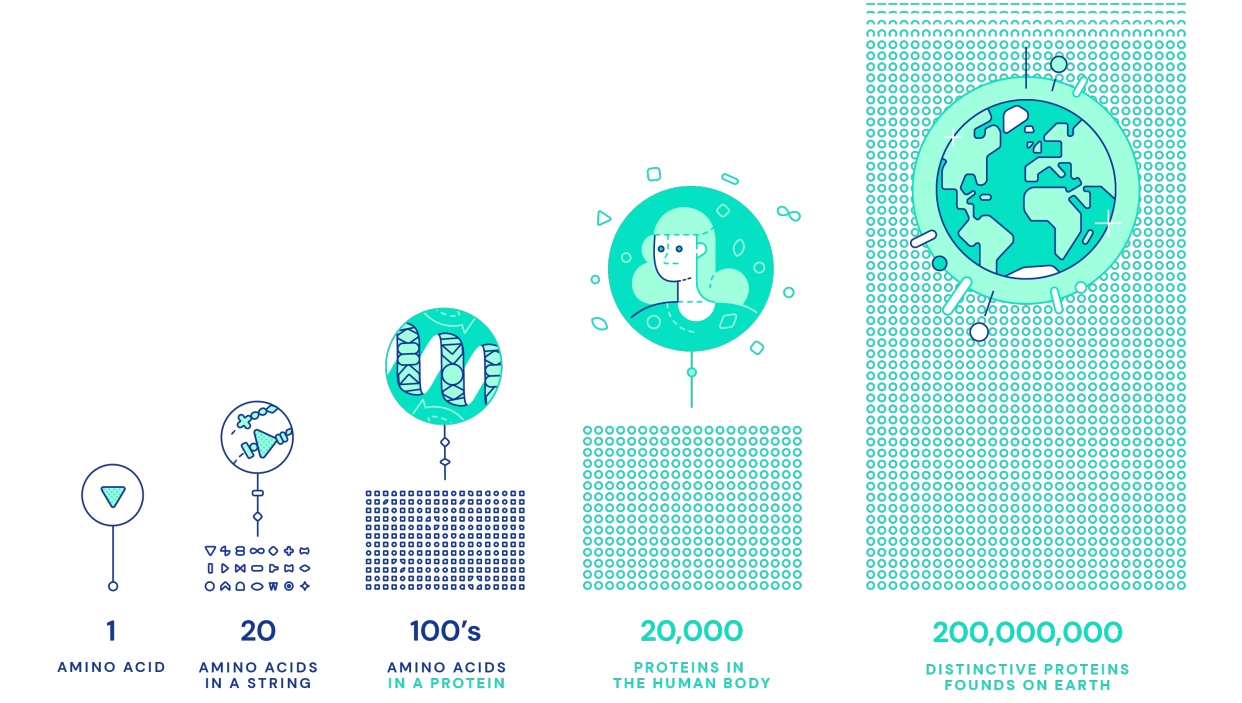 1
AMINO ACID
20
AMINO ACIDS
IN A STRING
100’s
AMINO ACIDS
IN A PROTEIN
20,000
PROTEINS IN
THE HUMAN BODY
200,000,000
DISTINCTIVE PROTEINS
FOUNDS ON EARTH